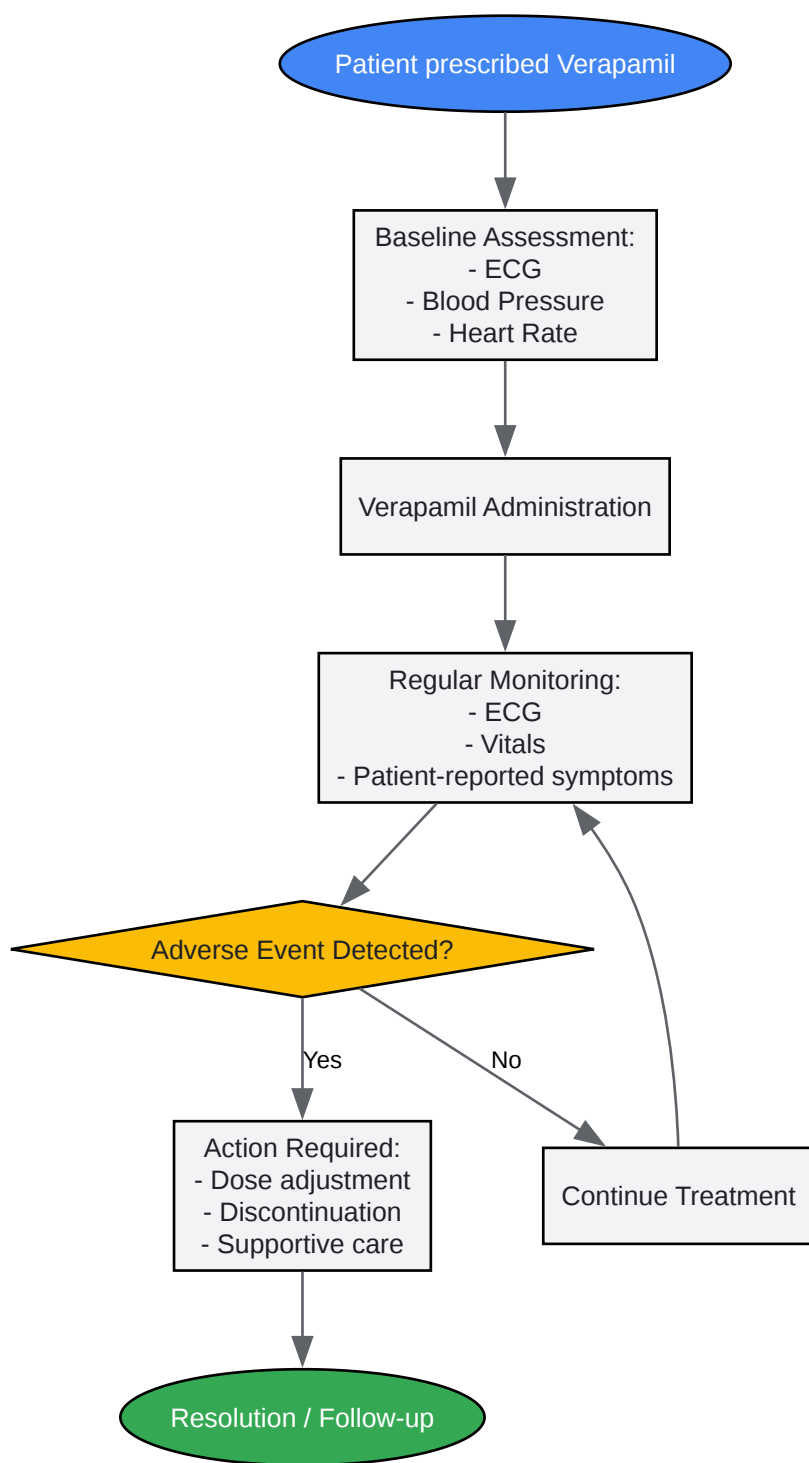 Patient prescribed Verapamil
Baseline Assessment:
- ECG
- Blood Pressure
- Heart Rate
Verapamil Administration
Regular Monitoring:
- ECG
- Vitals
- Patient-reported symptoms
Adverse Event Detected?
Yes
No
Action Required:
- Dose adjustment
- Discontinuation
- Supportive care
Continue Treatment
Resolution / Follow-up